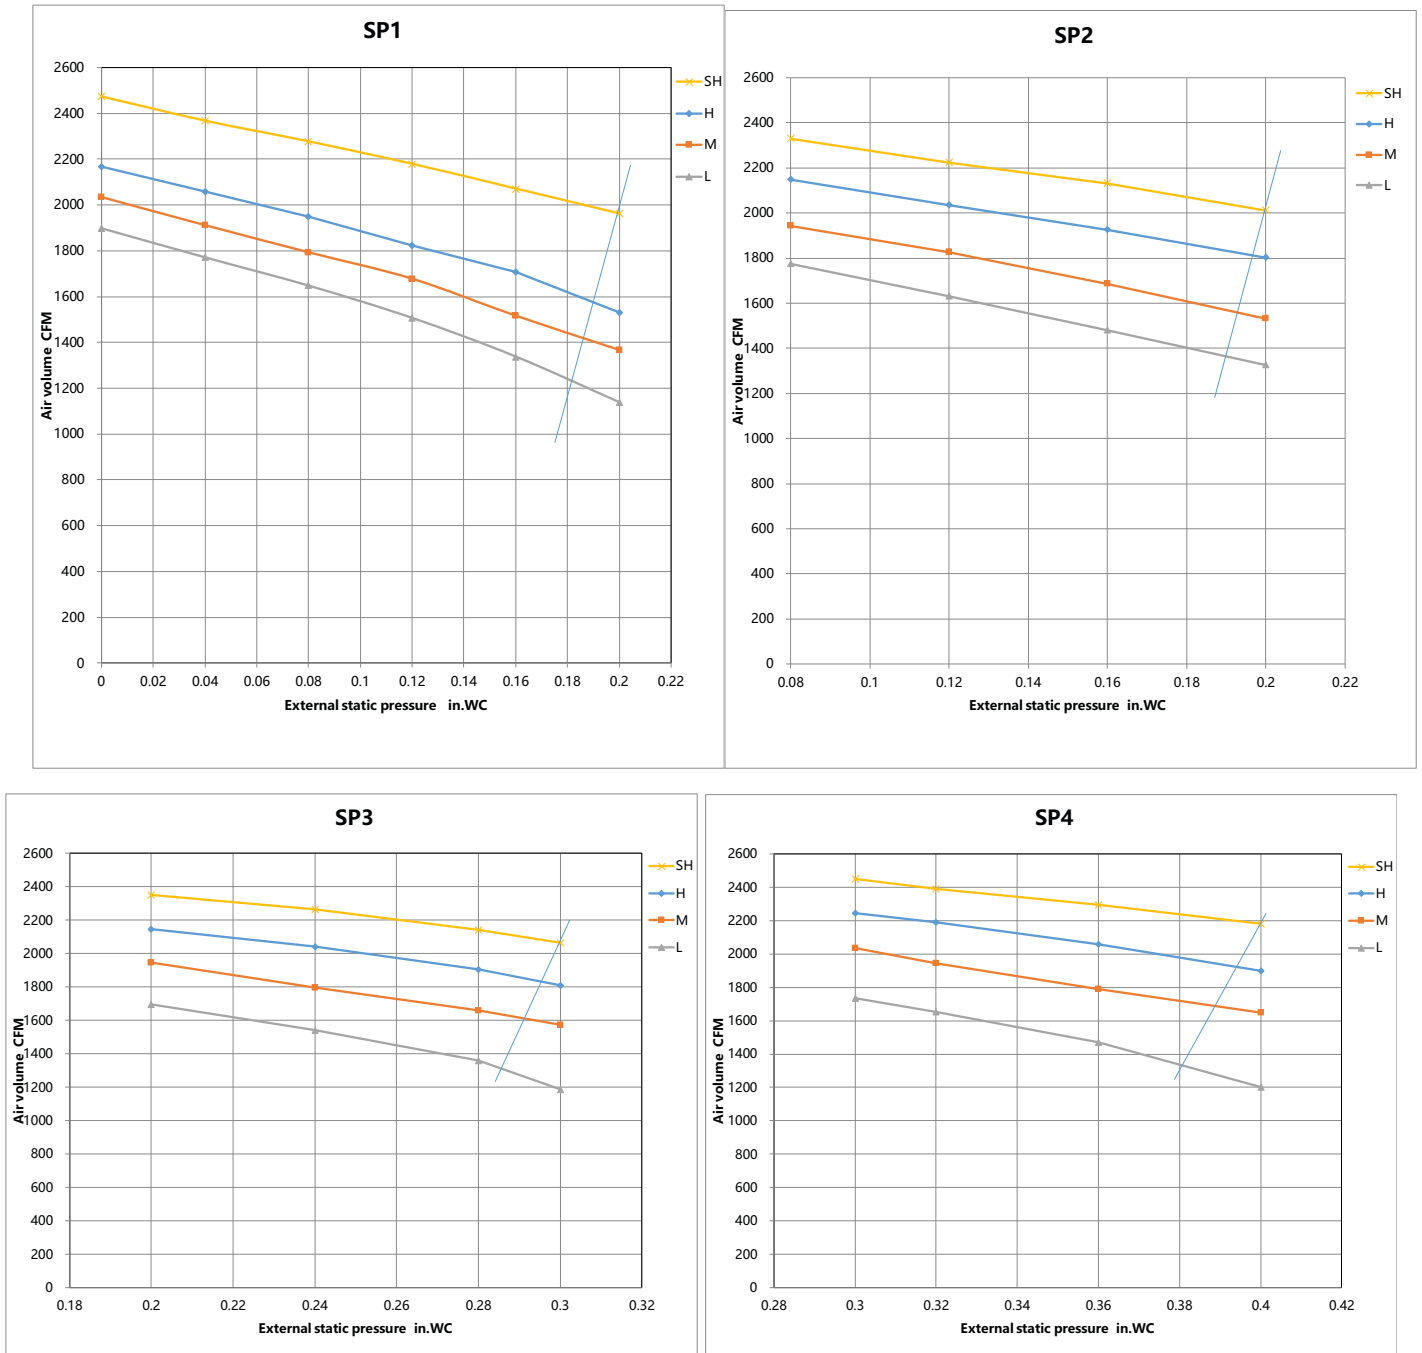 SP1
2600
2400
2200
2000
1800
1600
1400
1200
1000
800
600
400
200
0
Air volume CFM
0 0.02 0.04 0.06 0.08 0.1 0.12 0.14 0.16 0.18 0.2 0.22
External static pressure in.WC
SH
H
M
L
SP2
2600
2400
2200
2000
1800
1600
1400
1200
1000
800
600
400
200
0
Air volume CFM
0.08 0.1 0.12 0.14 0.16 0.18 0.2 0.22
External static pressure in.WC
SH
H
M
L
SP3
2600
2400
2200
2000
1800
1600
1400
1200
1000
800
600
400
200
0
Air volume CFM
0.18 0.2 0.22 0.24 0.26 0.28 0.3 0.32
External static pressure in.WC
SH
H
M
L
SP4
2600
2400
2200
2000
1800
1600
1400
1200
1000
800
600
400
200
0
Air volume CFM
0.28 0.3 0.32 0.34 0.36 0.38 0.4 0.42
External static pressure in.WC
SH
H
M
L